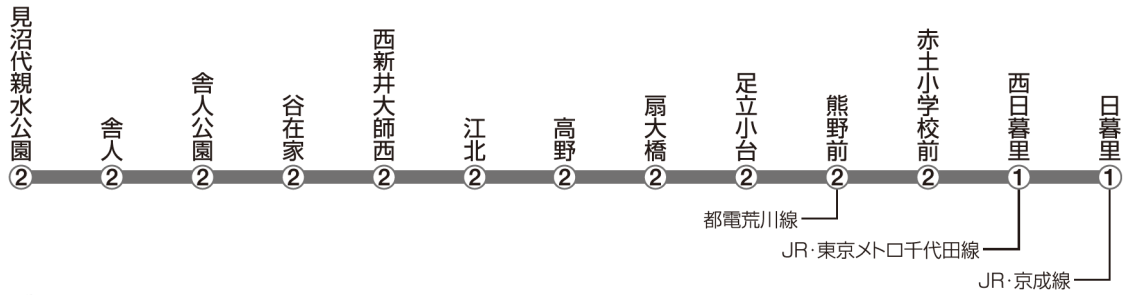 見沼代親水公園
舎人
舎人公園
谷在家
西新井大師西
江北
高野
扇大橋
足立小台
熊野前
赤土小学校前
西日暮里
日暮里
② ② ② ② ② ② ② ② ② ② ② ① ①
都電荒川線
JR・東京メトロ千代田線
JR・京成線